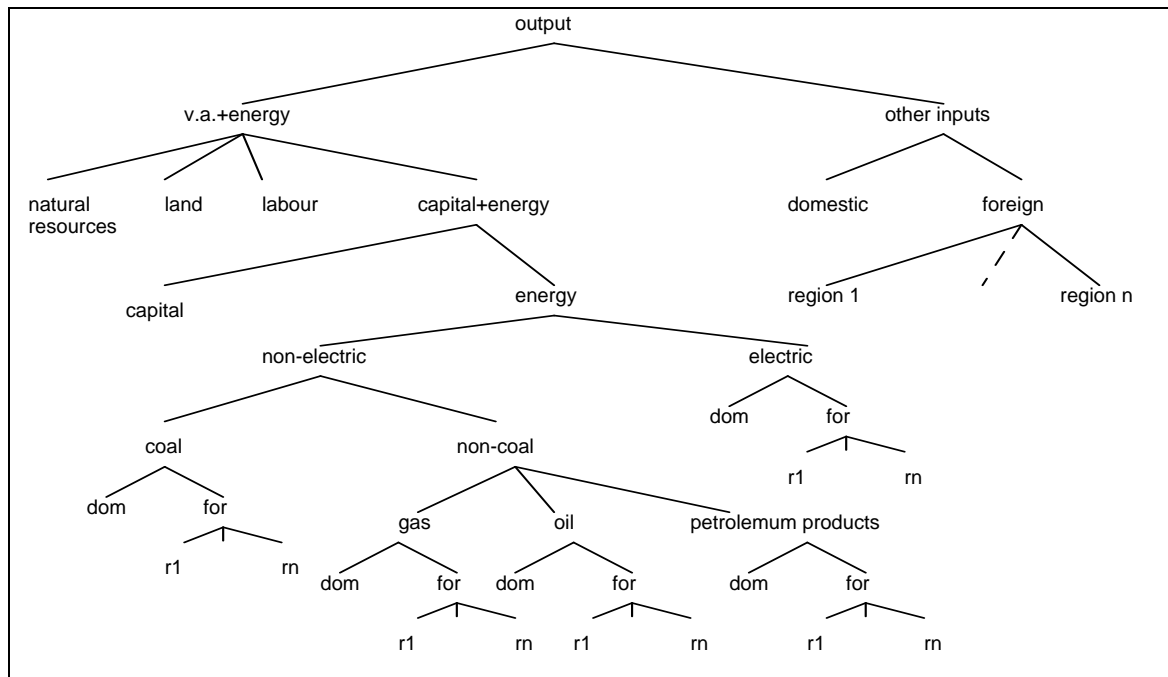 output
v.a.+energy
other inputs
natural
resources
land
labour
capital+energy
domestic
foreign
capital
energy
region 1
region n
non-electric
electric
dom
for
coal
non-coal
r1
rn
dom
for
gas
oil
petrolemum products
r1
rn
dom
for
dom
for
dom
for
r1
rn
r1
rn
r1
rn